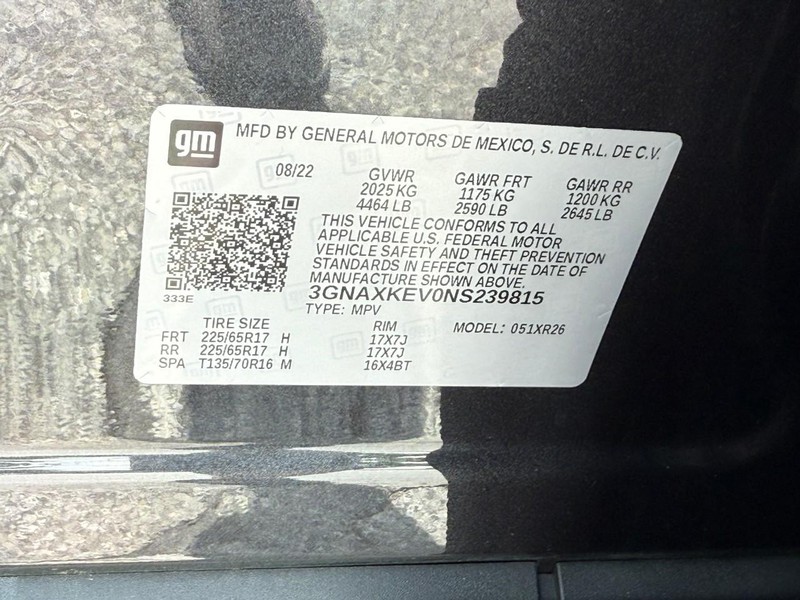 gm
MFD BY GENERAL MOTORS DE MEXICO, S. DE R.L. DE C.V.
08/22 GVWR GAWR FRT GAWR RR
2025 KG 1175 KG 1200 KG
4464 LB 2590 LB 2645 LB
THIS VEHICLE CONFORMS TO ALL
APPLICABLE U.S. FEDERAL MOTOR
VEHICLE SAFETY AND THEFT PREVENTION
STANDARDS IN EFFECT ON THE DATE OF
MANUFACTURE SHOWN ABOVE.
333E 3GNAXKEV0NS239815
TYPE: MPV
TIRE SIZE RIM MODEL: 051XR26
FRT 225/65R17 H 17X7J
RR 225/65R17 H 17X7J
SPA T135/70R16 M 16X4BT